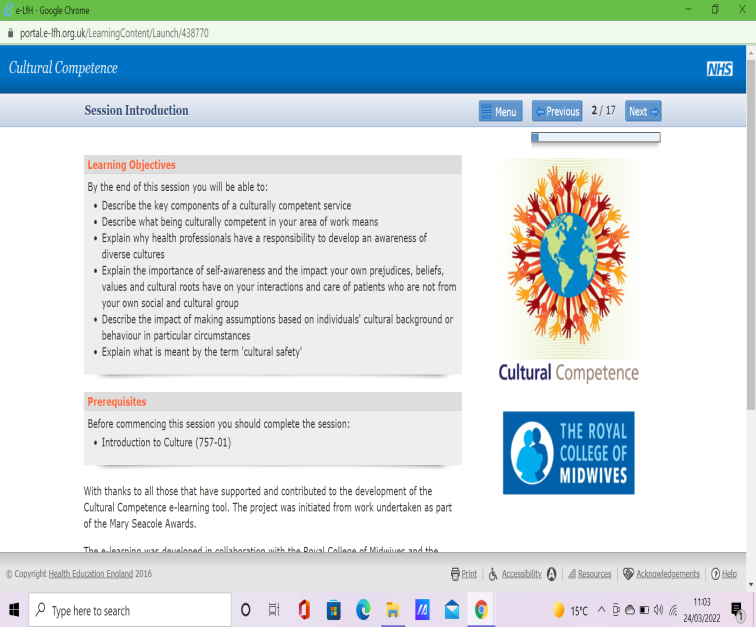 e-LfH - Google Chrome
portal.e-lfh.org.uk/LearningContent/Launch/438770
Cultural Competence
NHS
Session Introduction
Menu
Previous
2 / 17
Next
Learning Objectives
By the end of this session you will be able to:
• Describe the key components of a culturally competent service
• Describe what being culturally competent in your area of work means
• Explain why health professionals have a responsibility to develop an awareness of
diverse cultures
• Explain the importance of self-awareness and the impact your own prejudices, beliefs,
values and cultural roots have on your interactions and care of patients who are not from
your own social and cultural group
• Describe the impact of making assumptions based on individuals' cultural background or
behaviour in particular circumstances
• Explain what is meant by the term 'cultural safety'
Cultural Competence
Prerequisites
Before commencing this session you should complete the session:
• Introduction to Culture (757-01)
THE ROYAL
COLLEGE OF
MIDWIVES
With thanks to all those that have supported and contributed to the development of the
Cultural Competence e-learning tool. The project was initiated from work undertaken as part
of the Mary Seacole Awards.
The e-learning was developed in collaboration with the Royal College of Midwives and the
© Copyright Health Education England 2016
Print
Accessibility
A
Resources
Acknowledgements
Help
Type here to search
15°C
11:03
24/03/2022
1